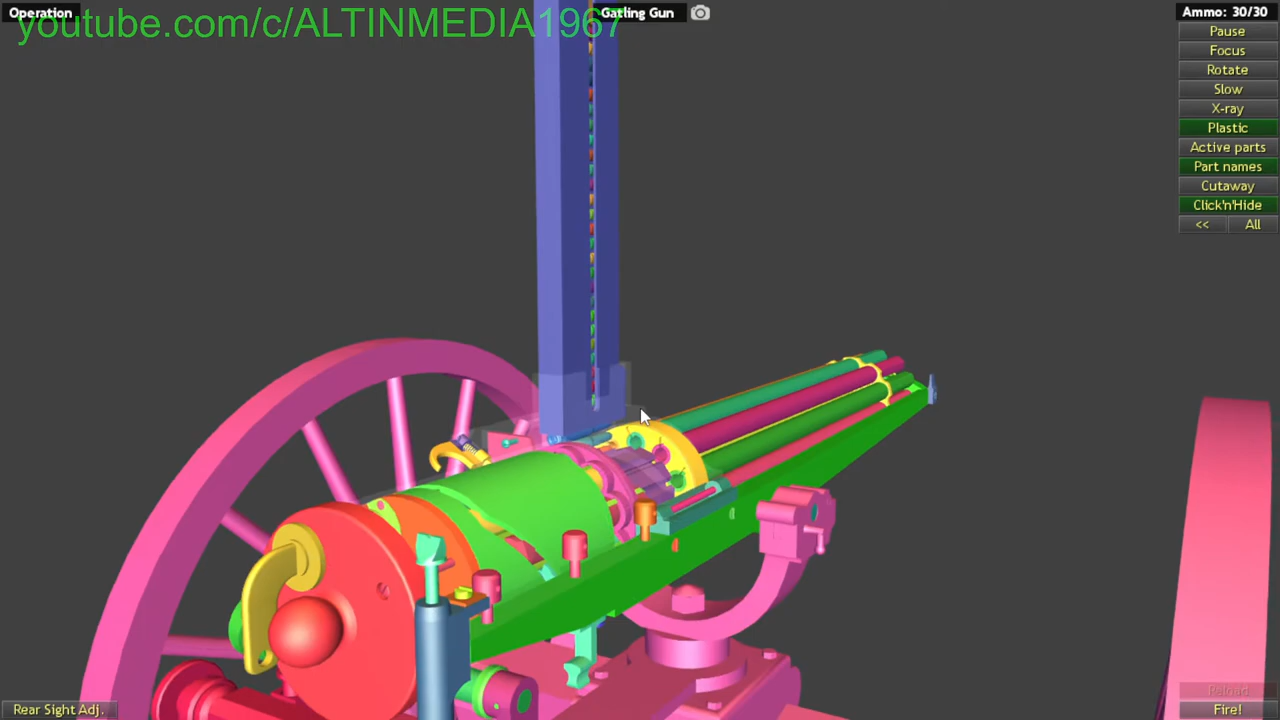 Operation
youtube.com/c/ALTINMEDIA1967
Gatling Gun
Ammo: 30/30
Pause
Focus
Rotate
Slow
X-ray
Plastic
Active parts
Part names
Cutaway
Click'n'Hide
<< All
Rear Sight Adj.
Reload
Fire!